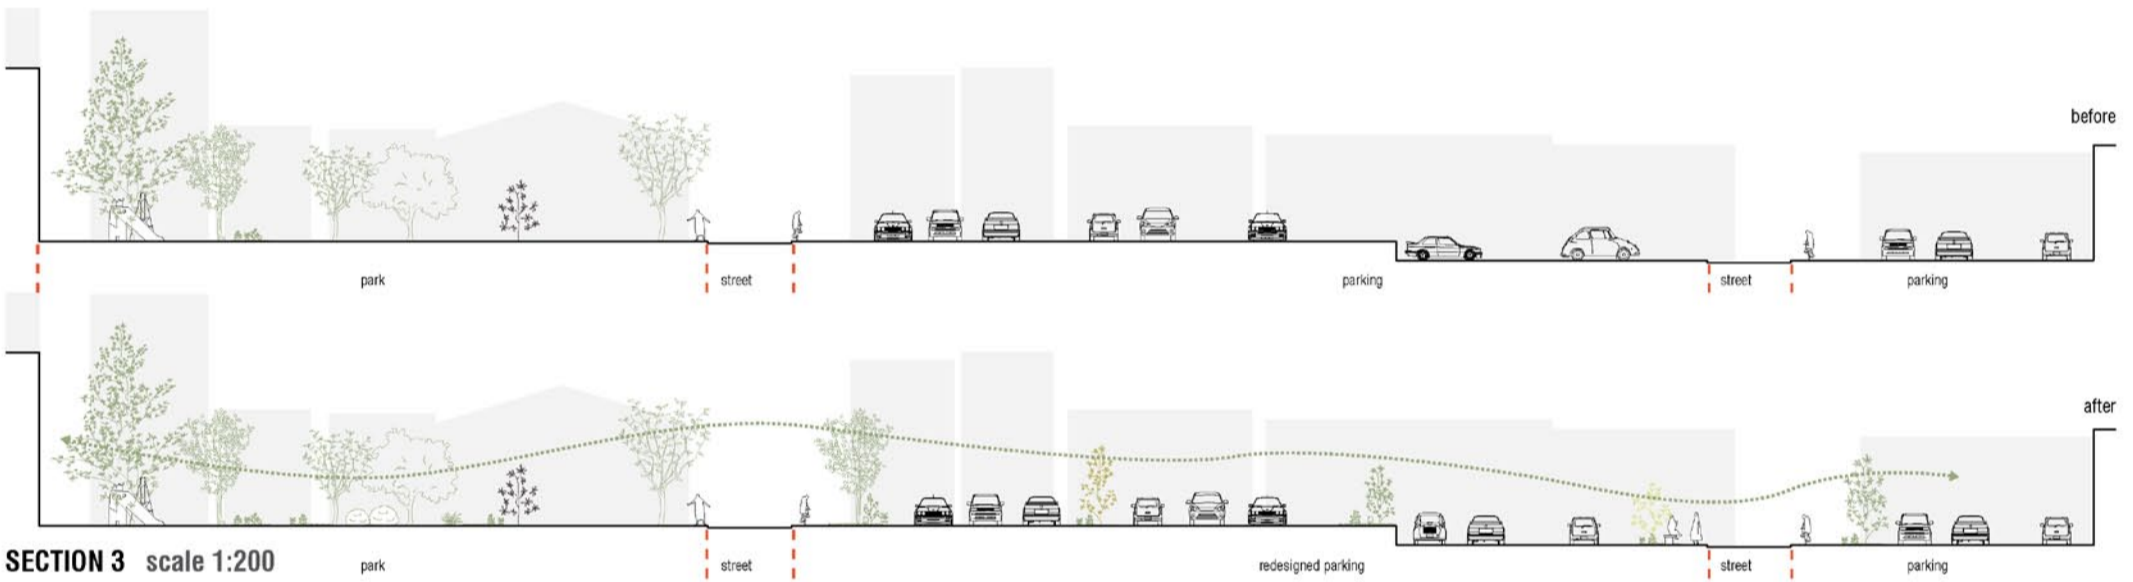 before
park
street
parking
street
parking
after
SECTION 3 scale 1:200
park
street
redesigned parking
street
parking